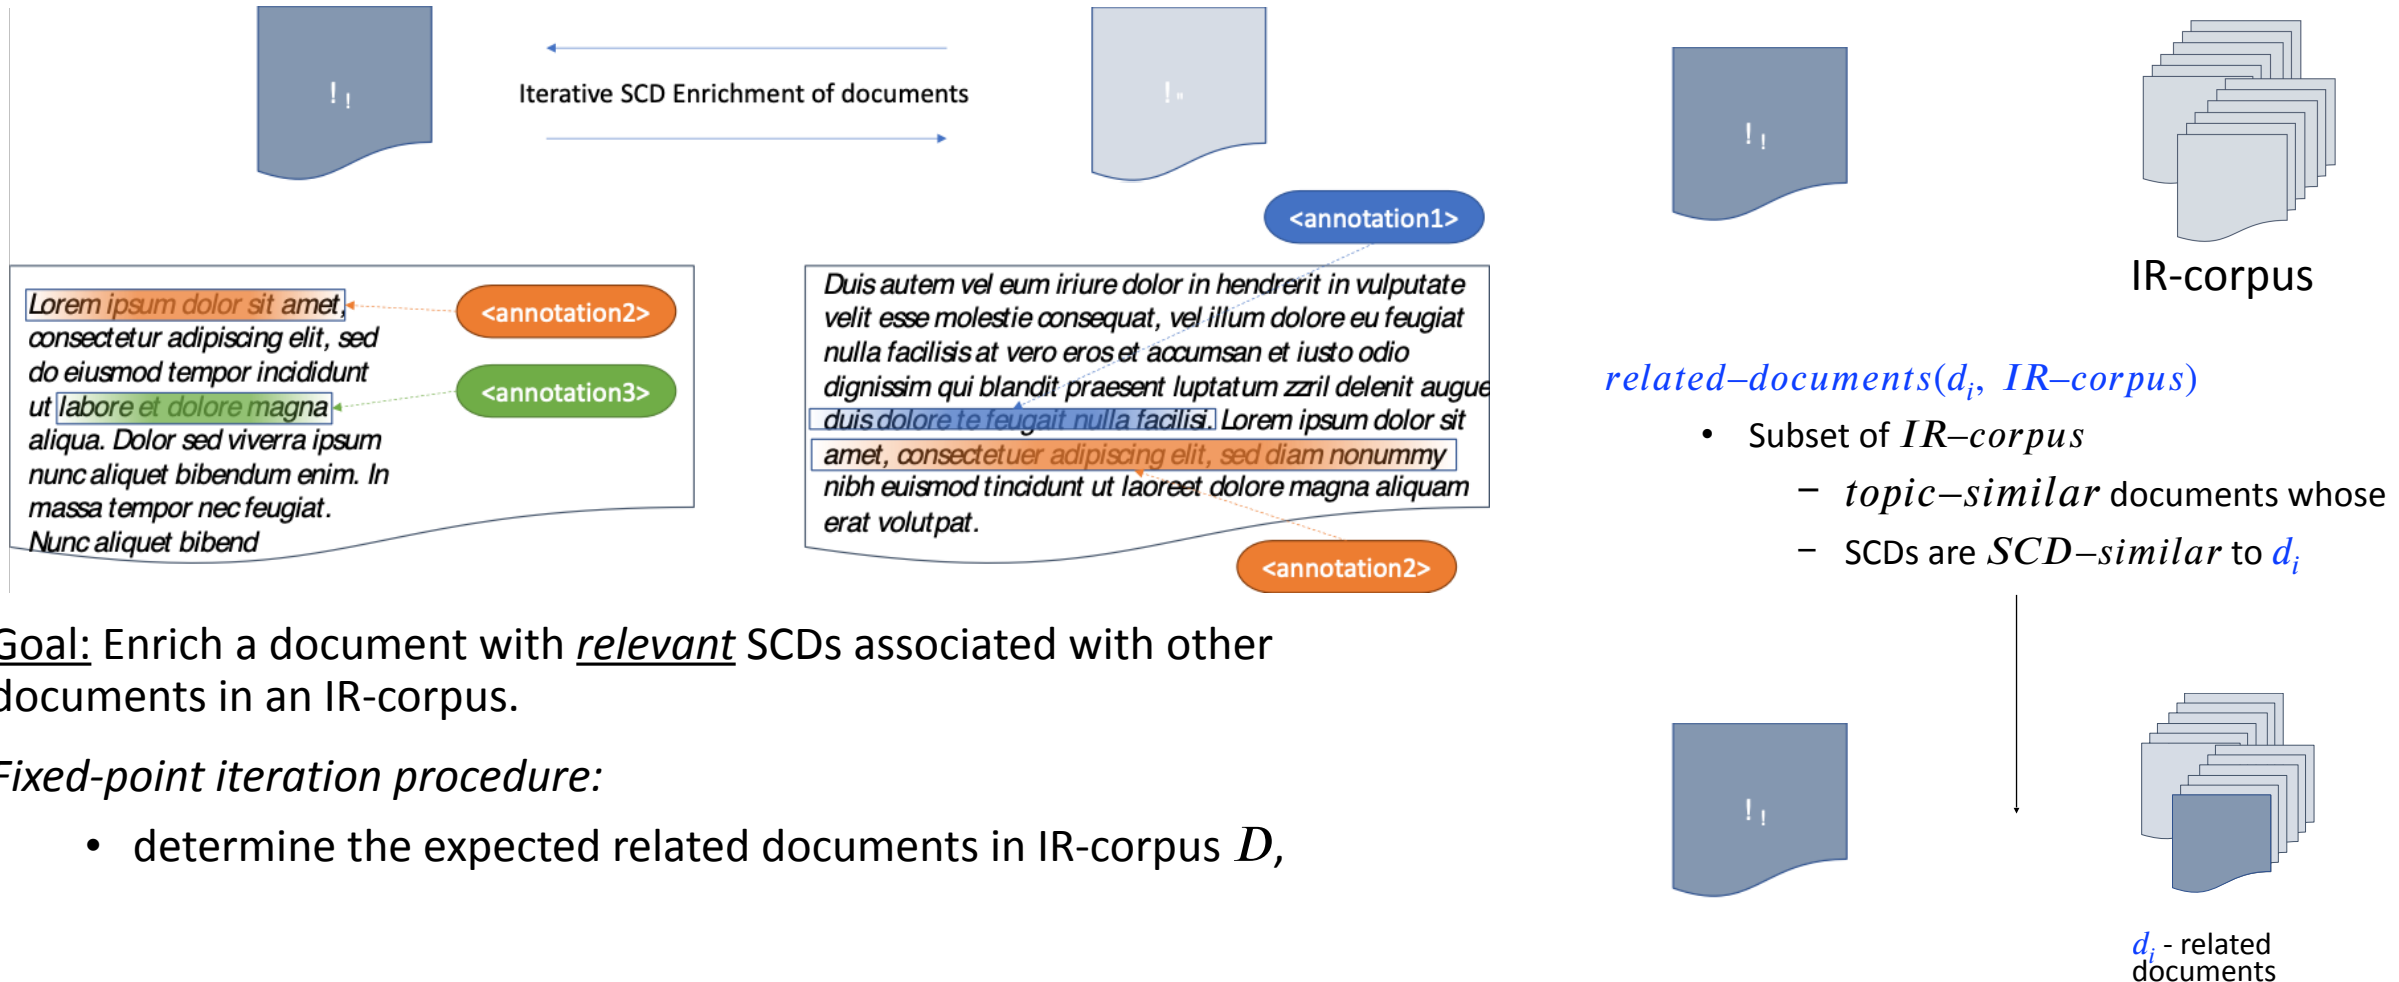 ! !
Iterative SCD Enrichment of documents
! "
<annotation1>
Lorem ipsum dolor sit amet,
consectetur adipiscing elit, sed
do eiusmod tempor incididunt
ut labore et dolore magna
aliqua. Dolor sed viverra ipsum
nunc aliquet bibendum enim. In
massa tempor nec feugiat.
Nunc aliquet bibend
<annotation2>
<annotation3>
Duis autem vel eum iriure dolor in hendrerit in vulputate
velit esse molestie consequat, vel illum dolore eu feugiat
nulla facilisis at vero eros et accumsan et iusto odio
dignissim qui blandit praesent luptatum zzril delenit augue
duis dolore te feugait nulla facilisi. Lorem ipsum dolor sit
amet, consectetuer adipiscing elit, sed diam nonummy
nibh euismod tincidunt ut laoreet dolore magna aliquam
erat volutpat.
<annotation2>
Goal: Enrich a document with relevant SCDs associated with other
documents in an IR-corpus.
Fixed-point iteration procedure:
• determine the expected related documents in IR-corpus D,
! !
IR-corpus
related–documents(di, IR–corpus)
• Subset of IR–corpus
– topic–similar documents whose
– SCDs are SCD–similar to di
! !
di - related
documents